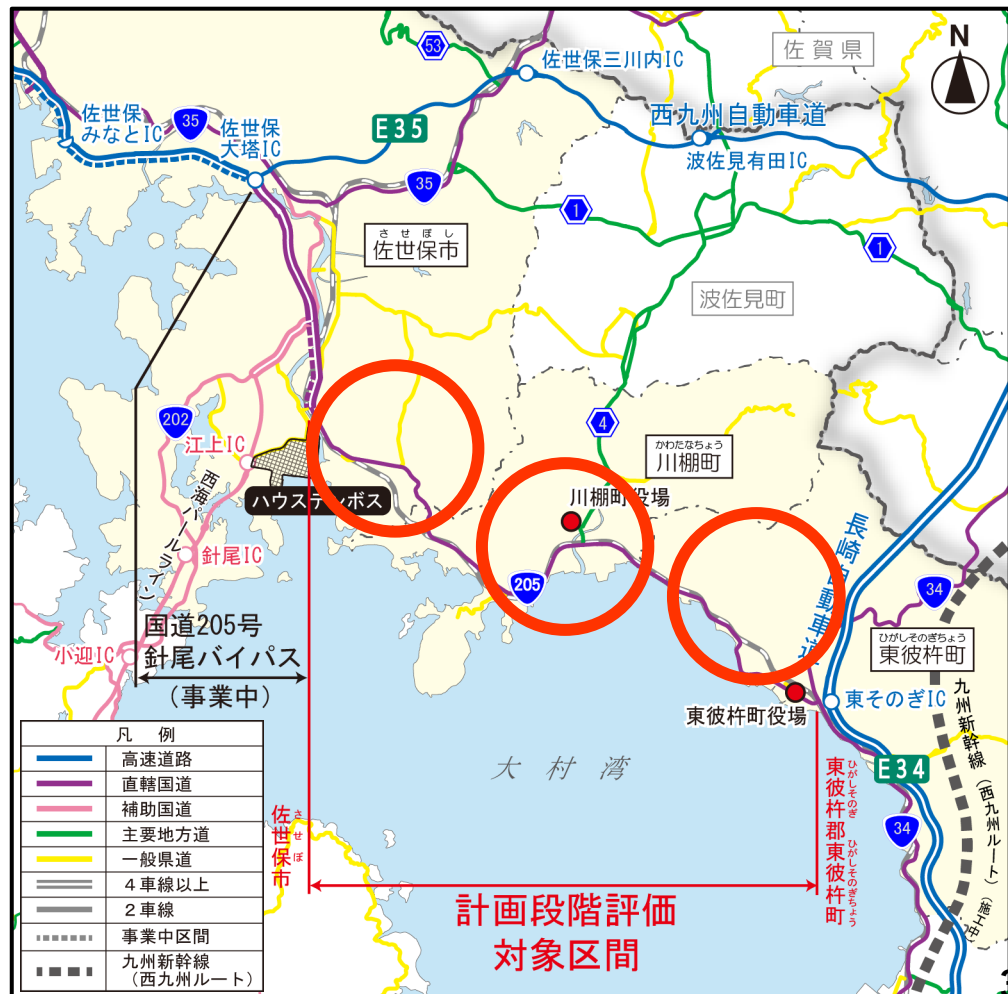 佐賀県
N
53
佐世保三川内IC
佐世保
みなとIC
35
佐世保
大塔IC
E35
西九州自動車道
波佐見有田IC
35
1
1
させぼし
佐世保市
波佐見町
202
江上IC
ハウステンボス
西海パールライン
針尾IC
小迎IC
国道205号
針尾バイパス
(事業中)
4
かわたなちょう
川棚町
川棚町役場
205
長崎自動車道
34
ひがしそのぎちょう
東彼杵町
東彼杵町役場
東そのぎIC
九州新幹線(西九州ルート)(施工中)
E34
34
大村湾
佐世保市
させぼ
東彼杵郡東彼杵町
ひがしそのぎ ひがしそのぎちょう
計画段階評価
対象区間
凡例
高速道路
直轄国道
補助国道
主要地方道
一般県道
4車線以上
2車線
事業中区間
九州新幹線
(西九州ルート)